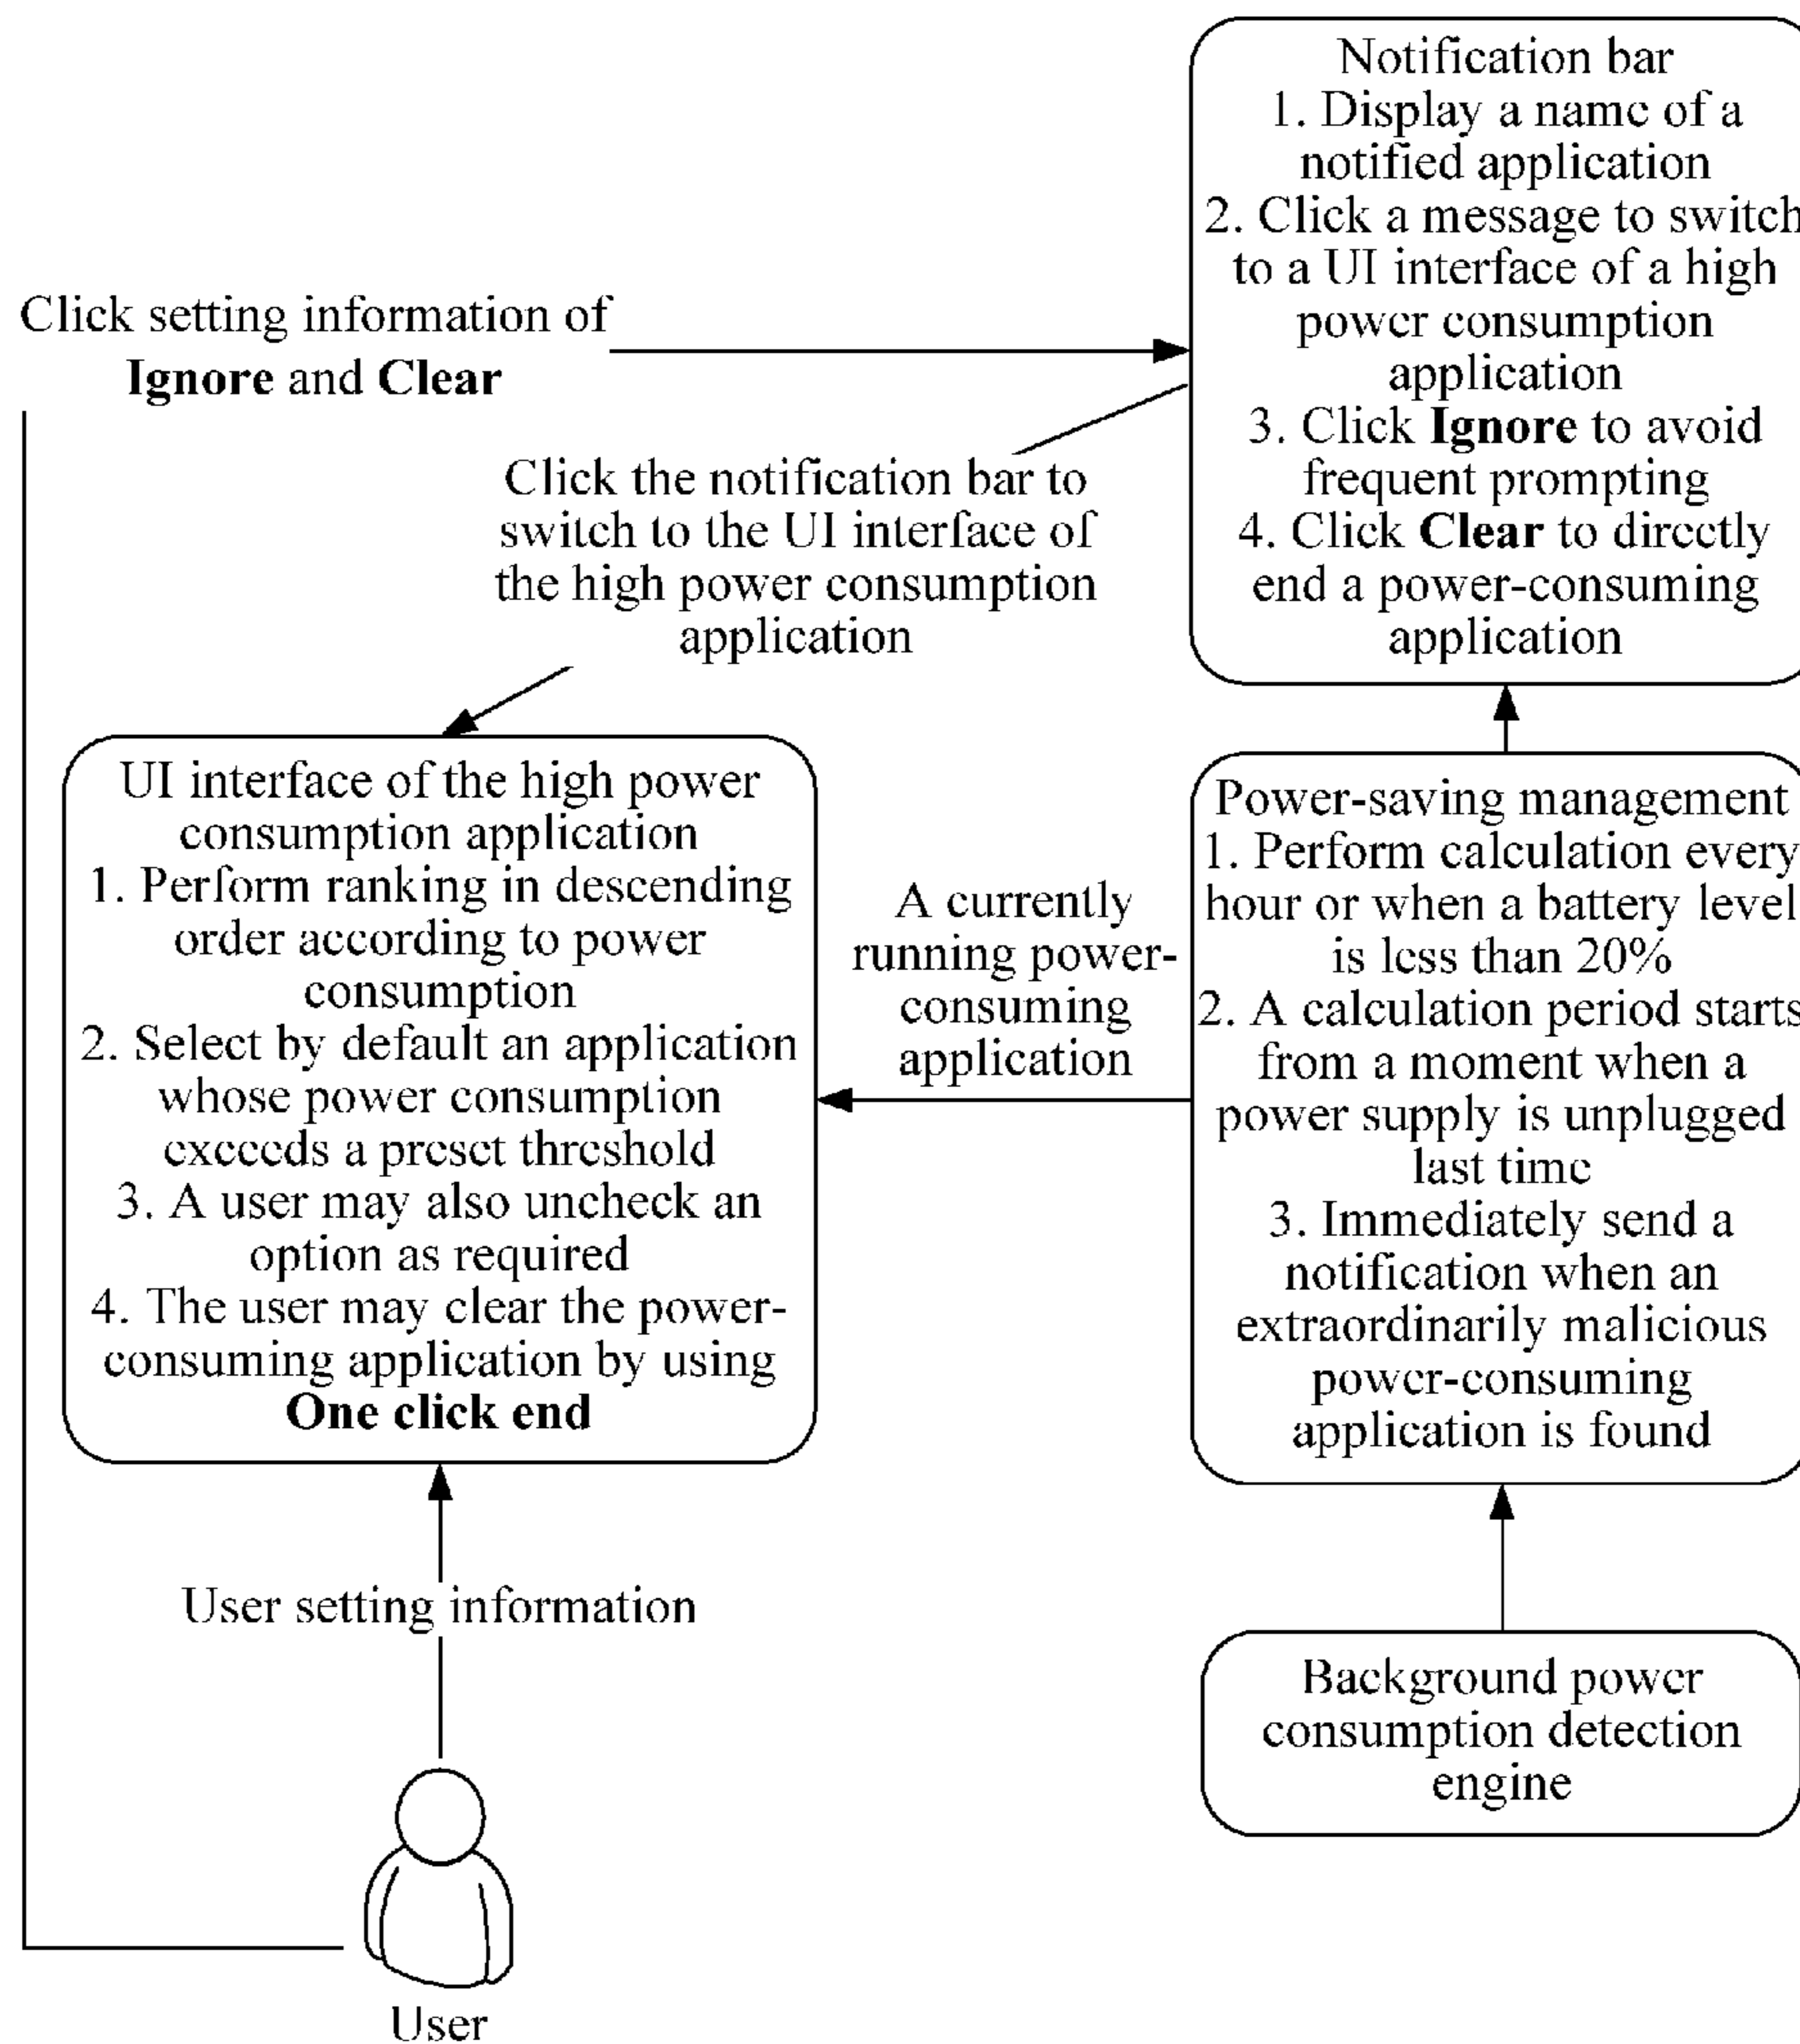 Notification bar
1. Display a name of a
notified application
2. Click a message to switch
to a UI interface of a high
power consumption
application
3. Click Ignore to avoid
frequent prompting
4. Click Clear to directly
end a power-consuming
application
Click setting information of
Ignore and Clear
Click the notification bar to
switch to the UI interface of
the high power consumption
application
UI interface of the high power
consumption application
1. Perform ranking in descending
order according to power
consumption
2. Select by default an application
whose power consumption
exceeds a preset threshold
3. A user may also uncheck an
option as required
4. The user may clear the power-
consuming application by using
One click end
A currently
running power-
consuming
application
Power-saving management
1. Perform calculation every
hour or when a battery level
is less than 20%
2. A calculation period starts
from a moment when a
power supply is unplugged
last time
3. Immediately send a
notification when an
extraordinarily malicious
power-consuming
application is found
User setting information
Background power
consumption detection
engine
User